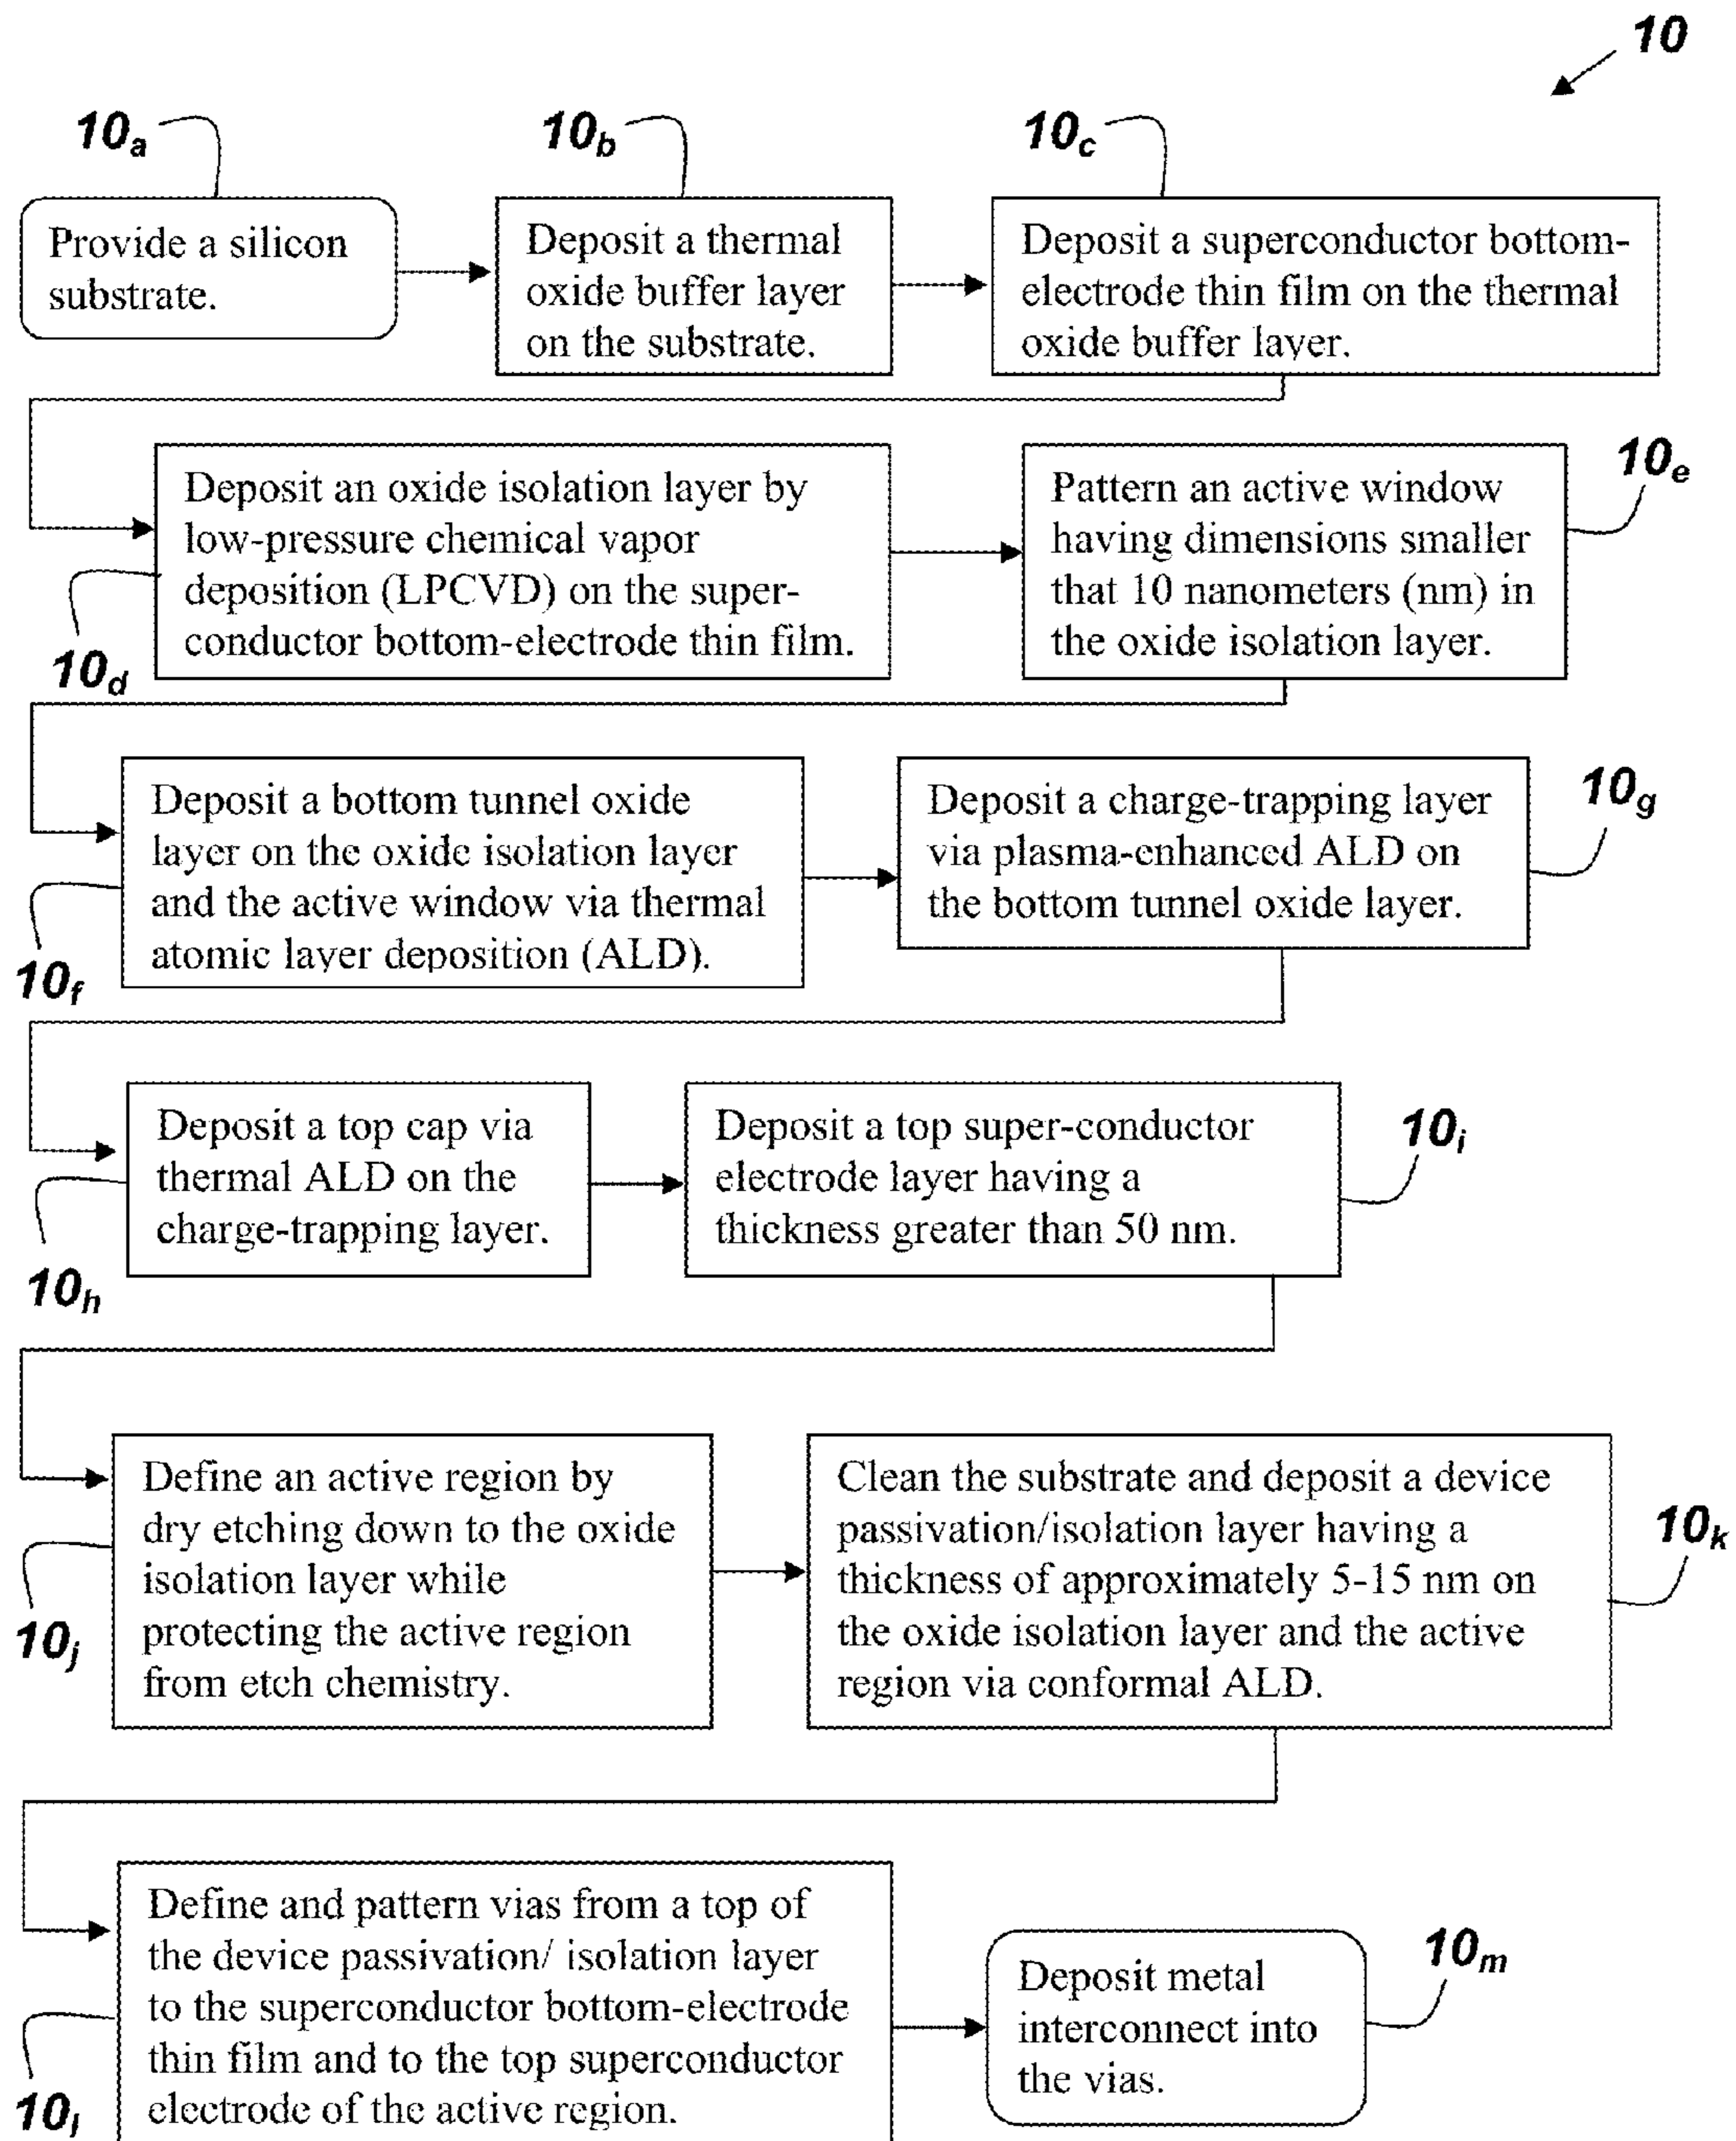 10
10a
10b
10c
Provide a silicon
substrate.
Deposit a thermal
oxide buffer layer
on the substrate.
Deposit a superconductor bottom-
electrode thin film on the thermal
oxide buffer layer.
Deposit an oxide isolation layer by
low-pressure chemical vapor
deposition (LPCVD) on the super-
conductor bottom-electrode thin film.
10d
Pattern an active window
having dimensions smaller
that 10 nanometers (nm) in
the oxide isolation layer.
10e
Deposit a bottom tunnel oxide
layer on the oxide isolation layer
and the active window via thermal
atomic layer deposition (ALD).
10f
Deposit a charge-trapping layer
via plasma-enhanced ALD on
the bottom tunnel oxide layer.
10g
Deposit a top cap via
thermal ALD on the
charge-trapping layer.
10h
Deposit a top super-conductor
electrode layer having a
thickness greater than 50 nm.
10i
Define an active region by
dry etching down to the oxide
isolation layer while
protecting the active region
from etch chemistry.
10j
Clean the substrate and deposit a device
passivation/isolation layer having a
thickness of approximately 5-15 nm on
the oxide isolation layer and the active
region via conformal ALD.
10k
Define and pattern vias from a top of
the device passivation/ isolation layer
to the superconductor bottom-electrode
thin film and to the top superconductor
electrode of the active region.
10l
Deposit metal
interconnect into
the vias.
10m